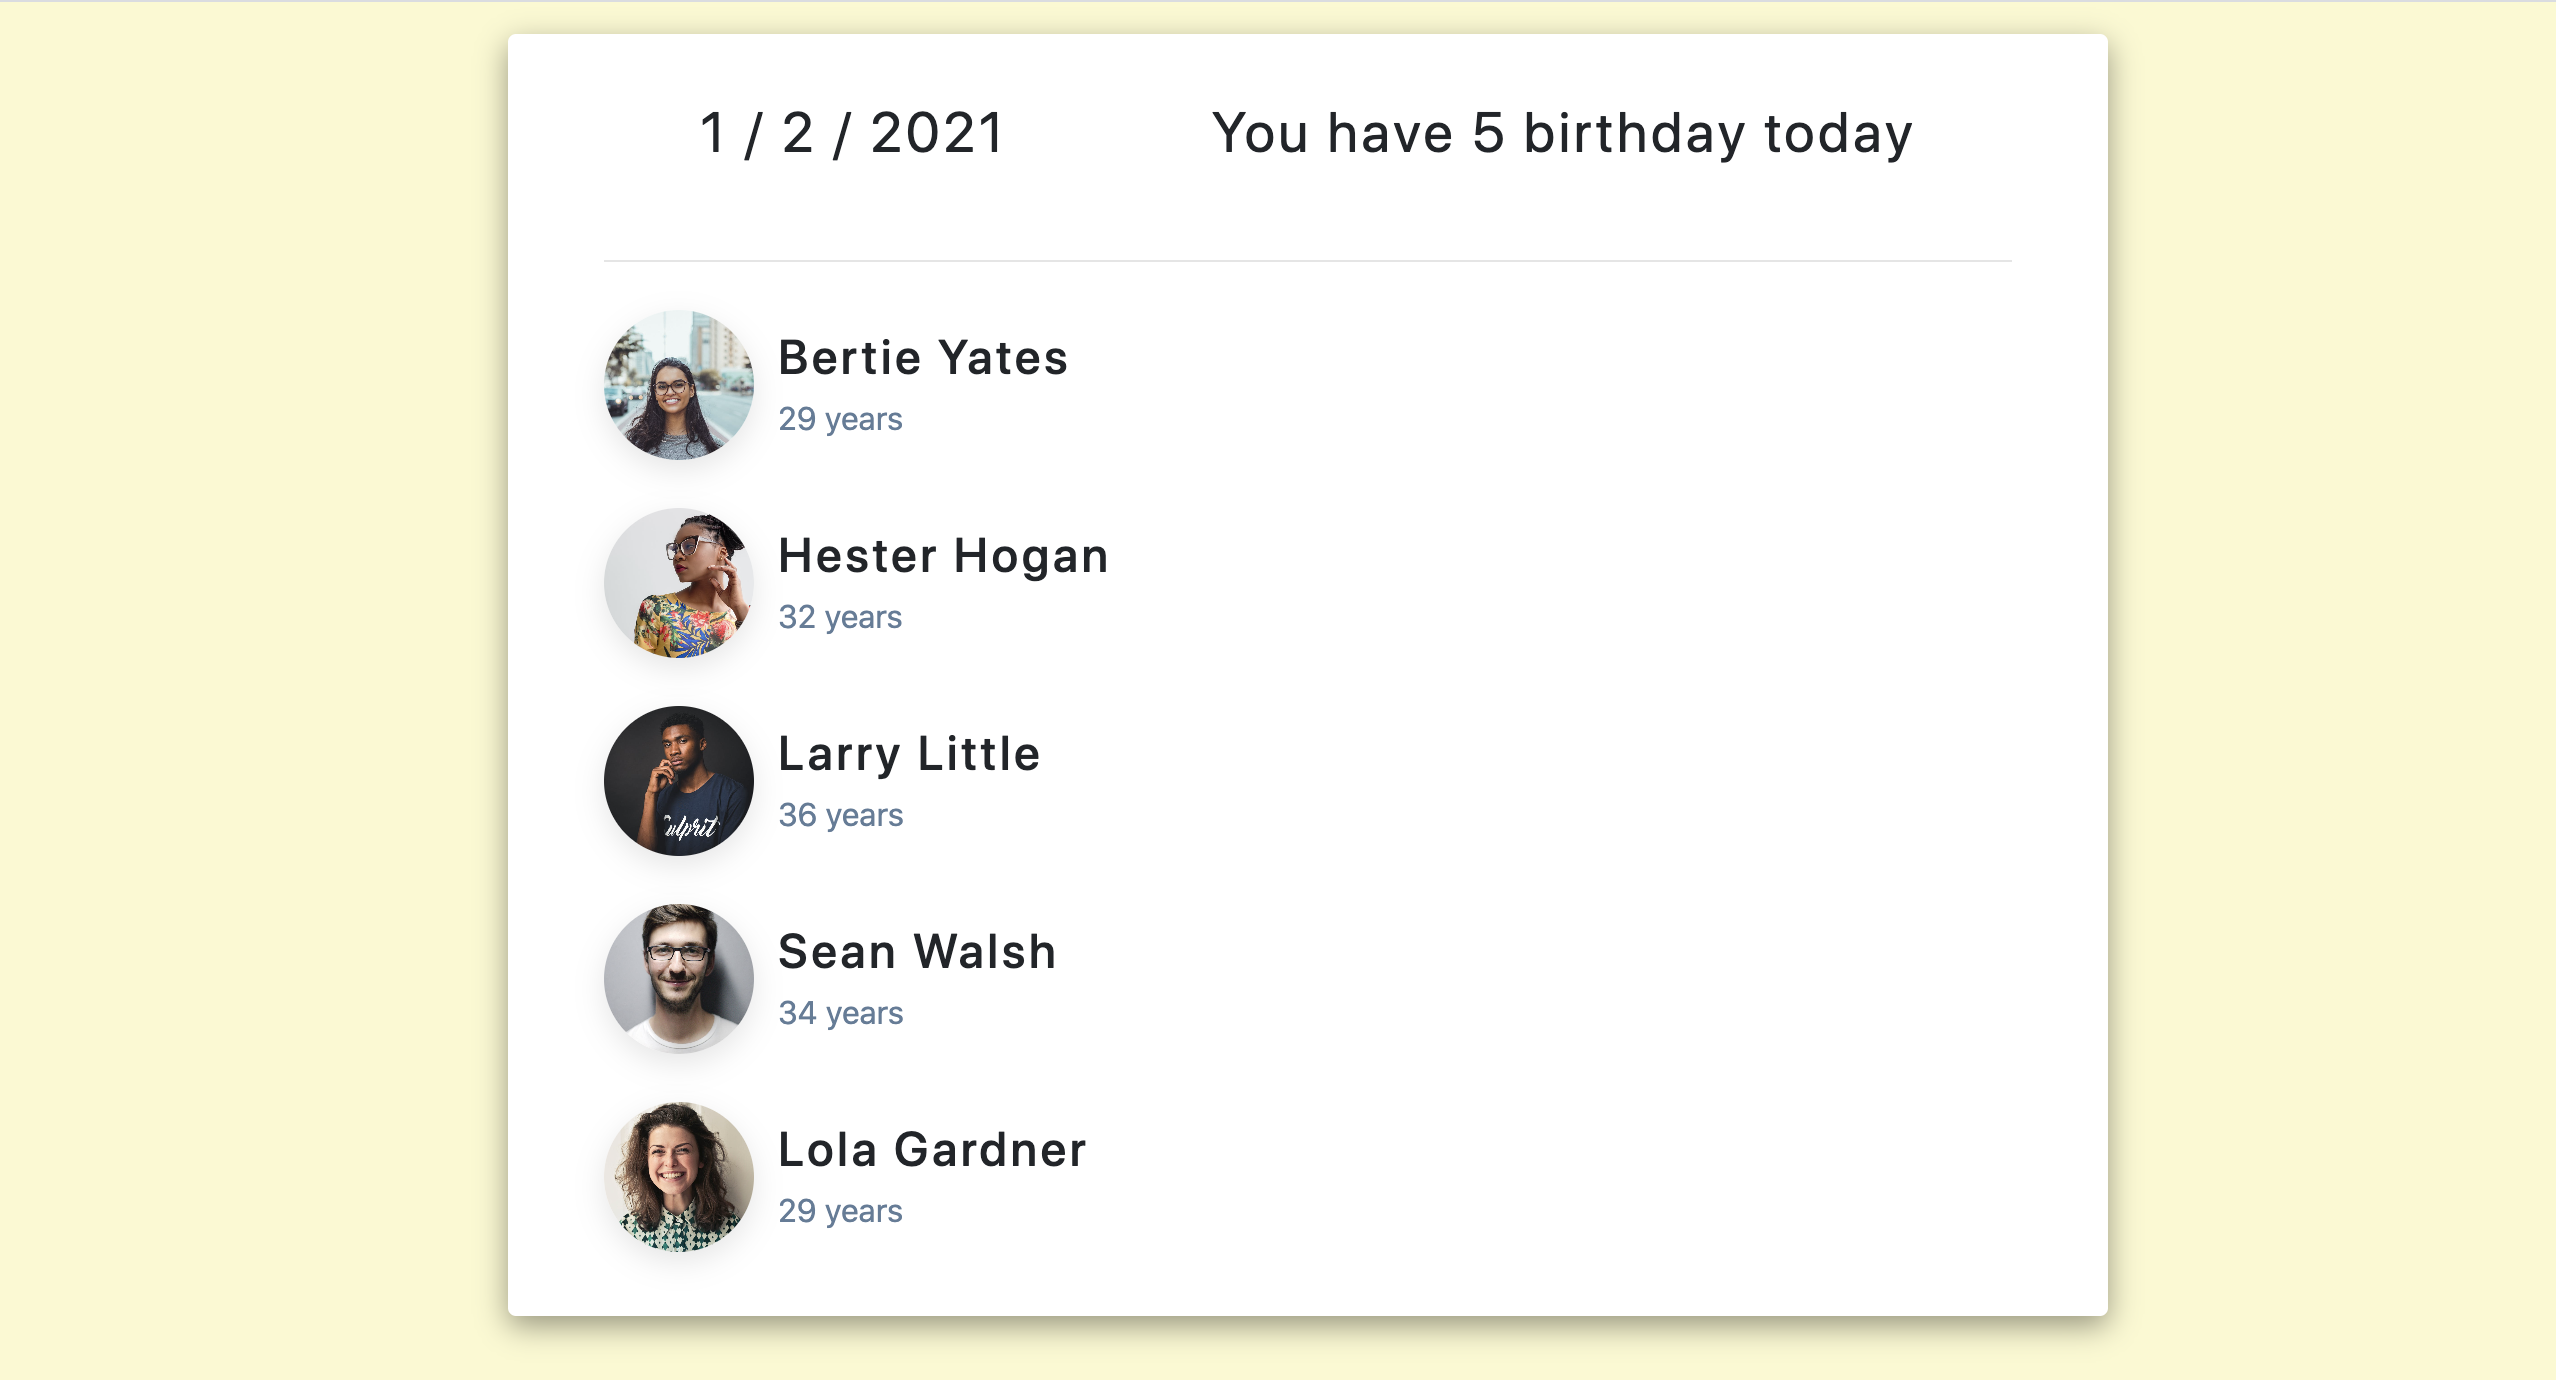 1 / 2 / 2021 You have 5 birthday today
Bertie Yates
29 years
Hester Hogan
32 years
Larry Little
36 years
Culprit
Sean Walsh
34 years
Lola Gardner
29 years